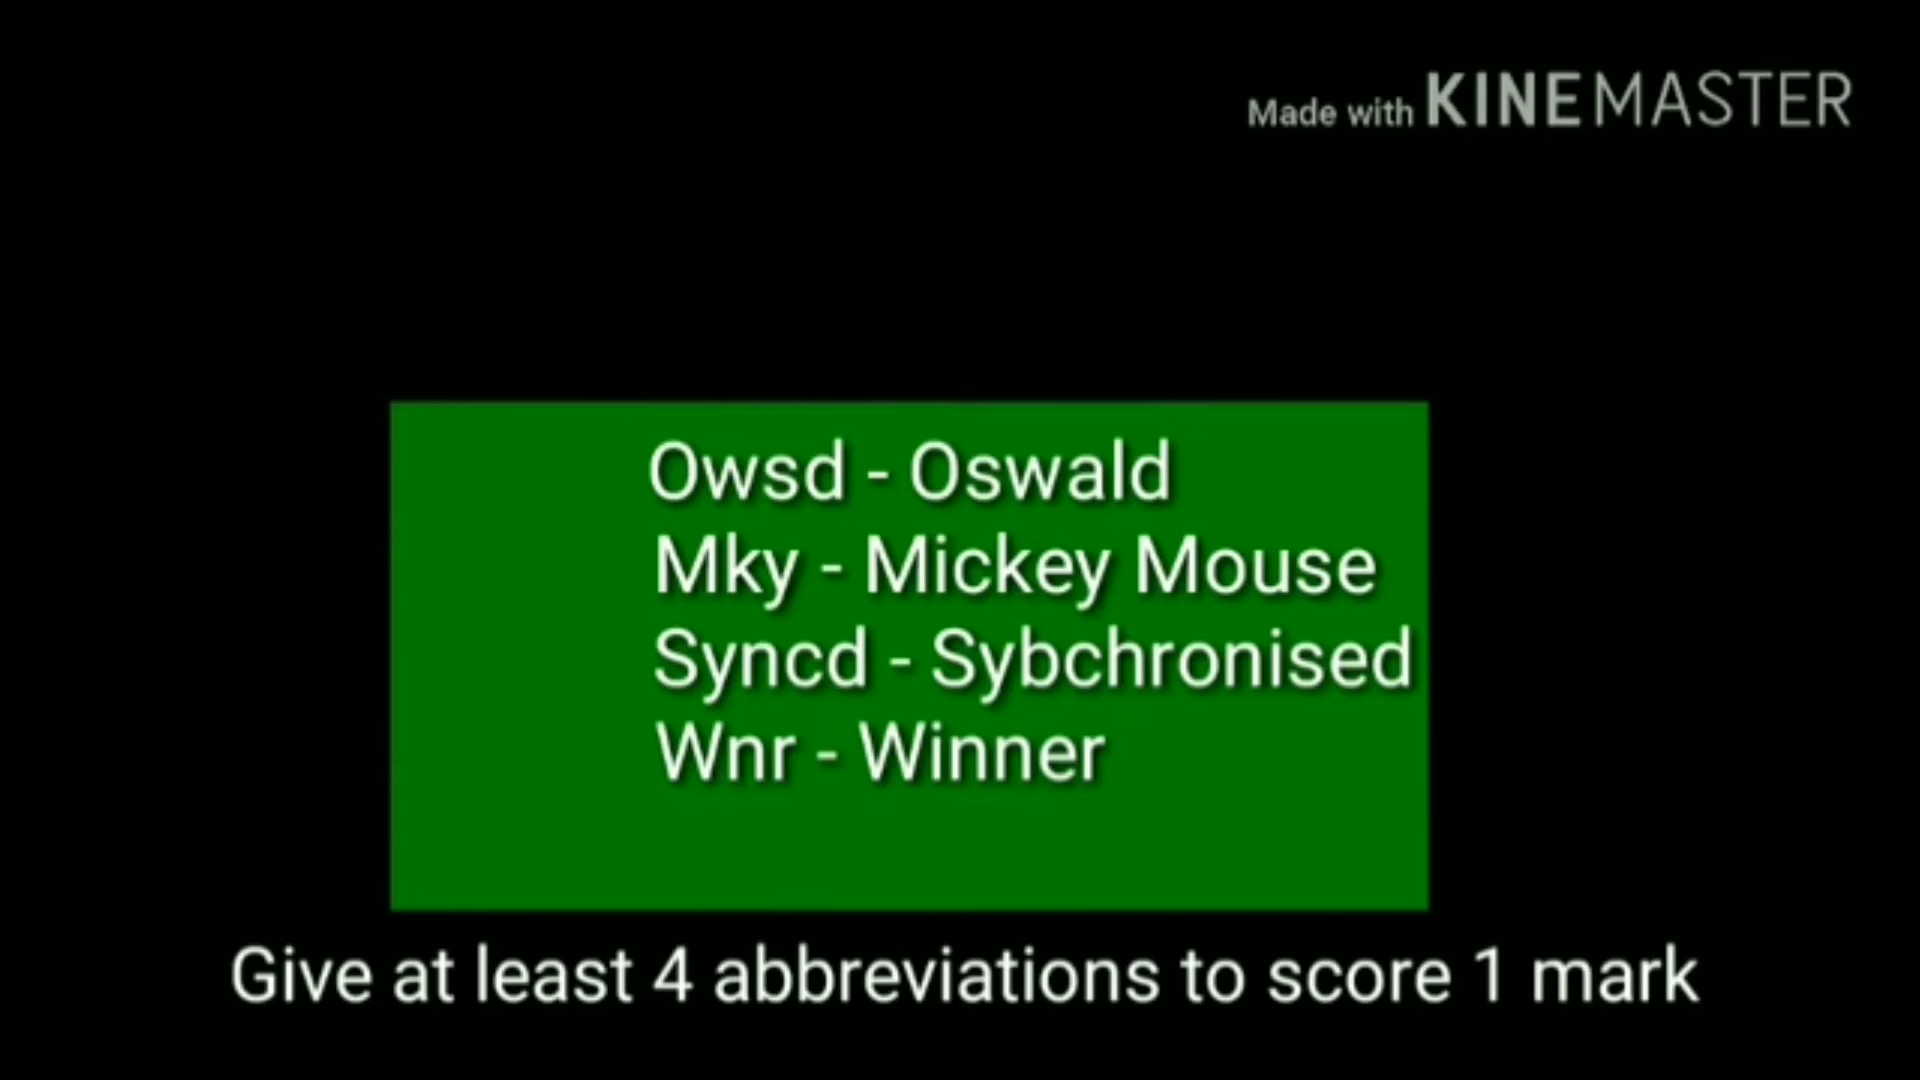 Made with KINEMASTER
Owsd - Oswald
Mky - Mickey Mouse
Syncd - Sybchronised
Wnr - Winner
Give at least 4 abbreviations to score 1 mark